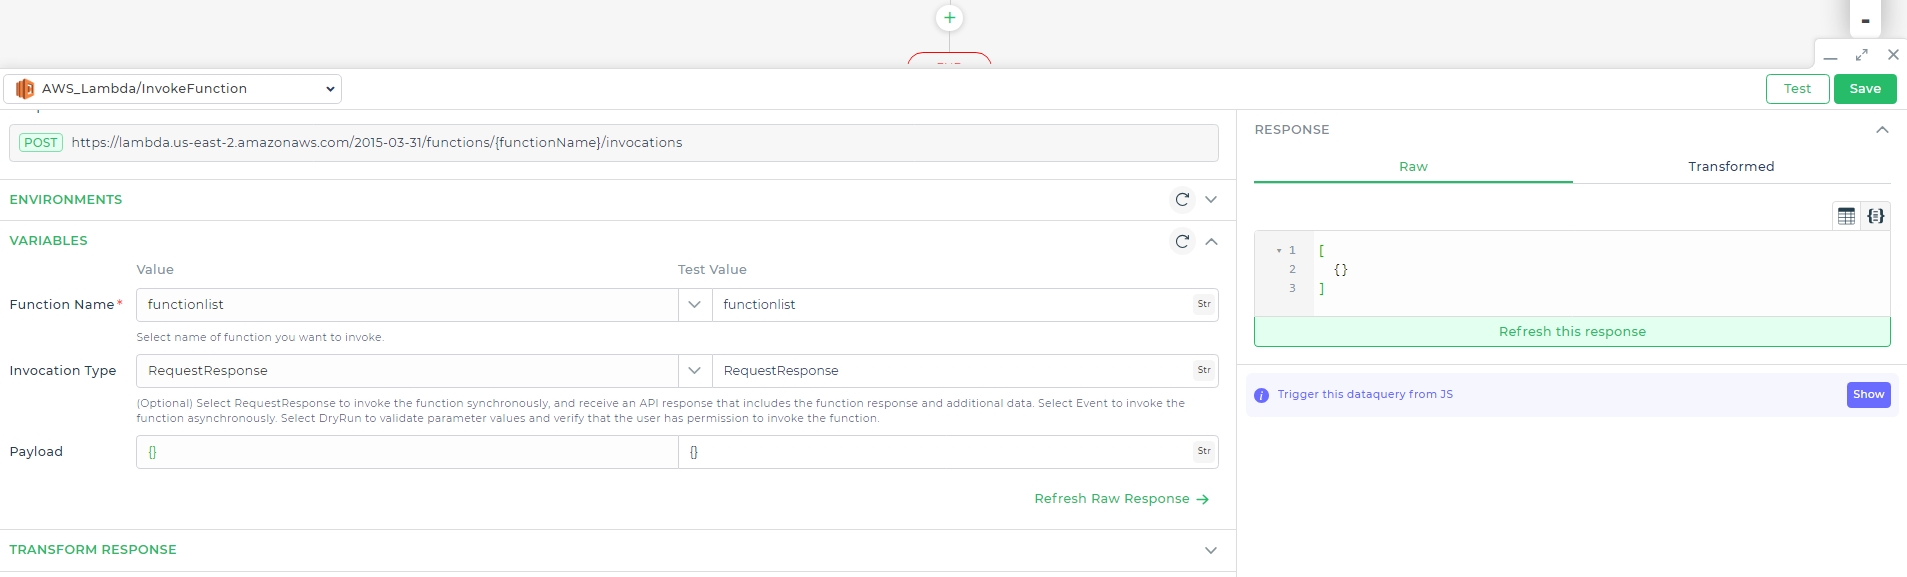 AWS_Lambda/InvokeFunction
Test
Save
POST https://lambda.us-east-2.amazonaws.com/2015-03-31/functions/{functionName}/invocations
ENVIRONMENTS
VARIABLES
Value
Test Value
Function Name*
functionlist
functionlist
Str
Select name of function you want to invoke.
Invocation Type
RequestResponse
RequestResponse
Str
(Optional) Select RequestResponse to invoke the function synchronously, and receive an API response that includes the function response and additional data. Select Event to invoke the
function asynchronously. Select DryRun to validate parameter values and verify that the user has permission to invoke the function.
Payload
{}
{}
Str
Refresh Raw Response →
TRANSFORM RESPONSE
RESPONSE
Raw
Transformed
1 [
2 {}
3 ]
Refresh this response
Trigger this dataquery from JS
Show